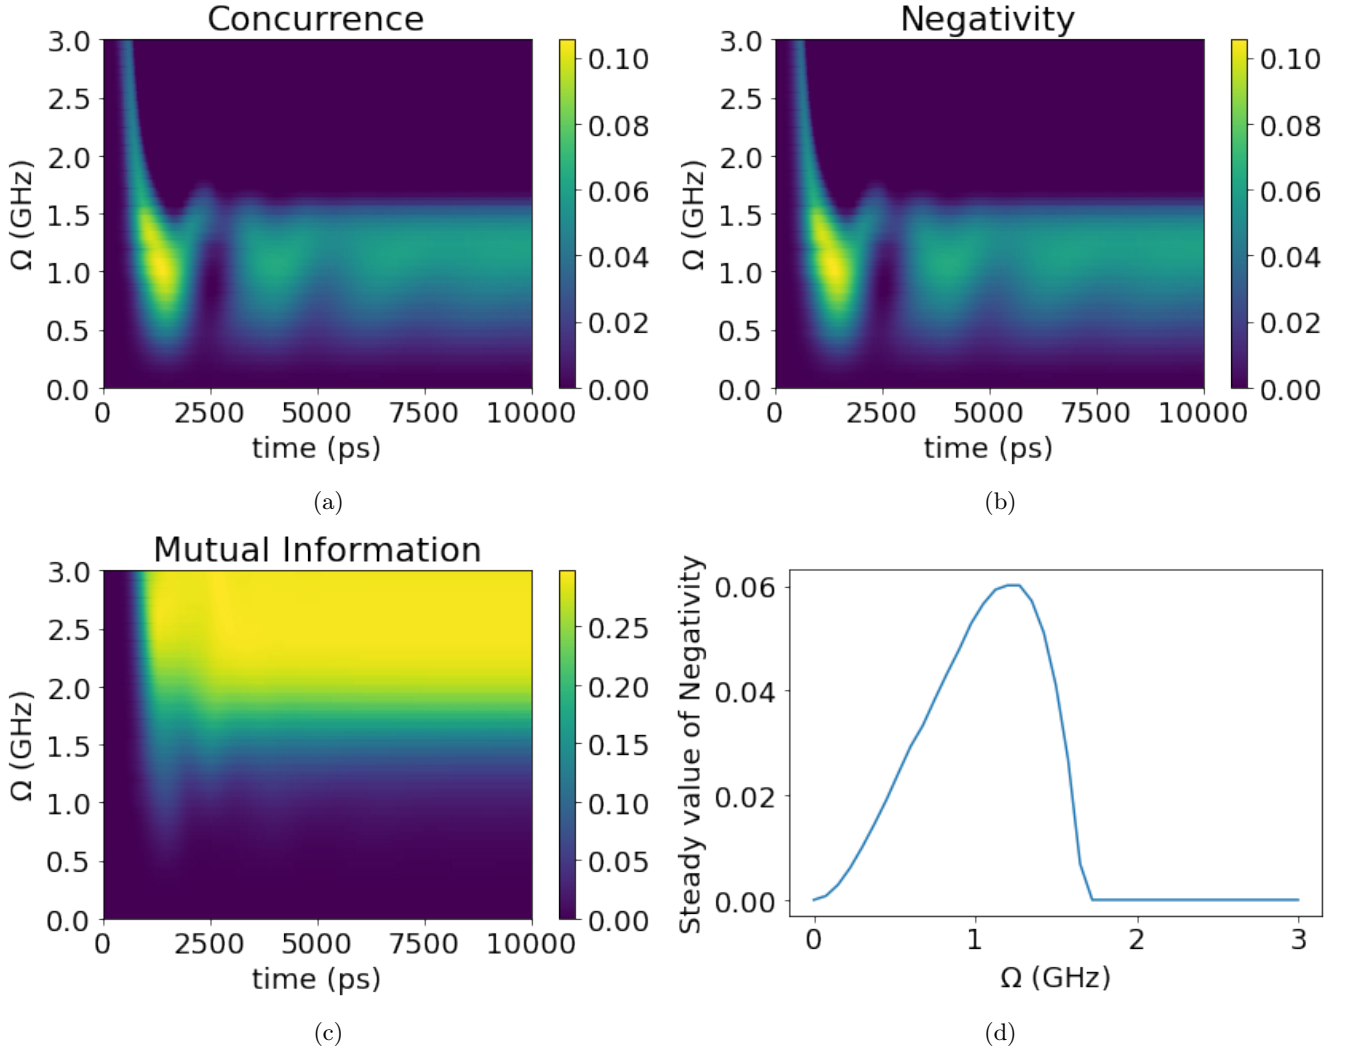 Concurrence
3.0
2.5
2.0
1.5
1.0
0.5
0.0
Ω (GHz)
0 2500 5000 7500 10000
time (ps)
0.10
0.08
0.06
0.04
0.02
0.00
(a)
Negativity
3.0
2.5
2.0
1.5
1.0
0.5
0.0
Ω (GHz)
0 2500 5000 7500 10000
time (ps)
0.10
0.08
0.06
0.04
0.02
0.00
(b)
Mutual Information
3.0
2.5
2.0
1.5
1.0
0.5
0.0
Ω (GHz)
0 2500 5000 7500 10000
time (ps)
0.25
0.20
0.15
0.10
0.05
0.00
(c)
Steady value of Negativity
0.06
0.04
0.02
0.00
0 1 2 3
Ω (GHz)
(d)